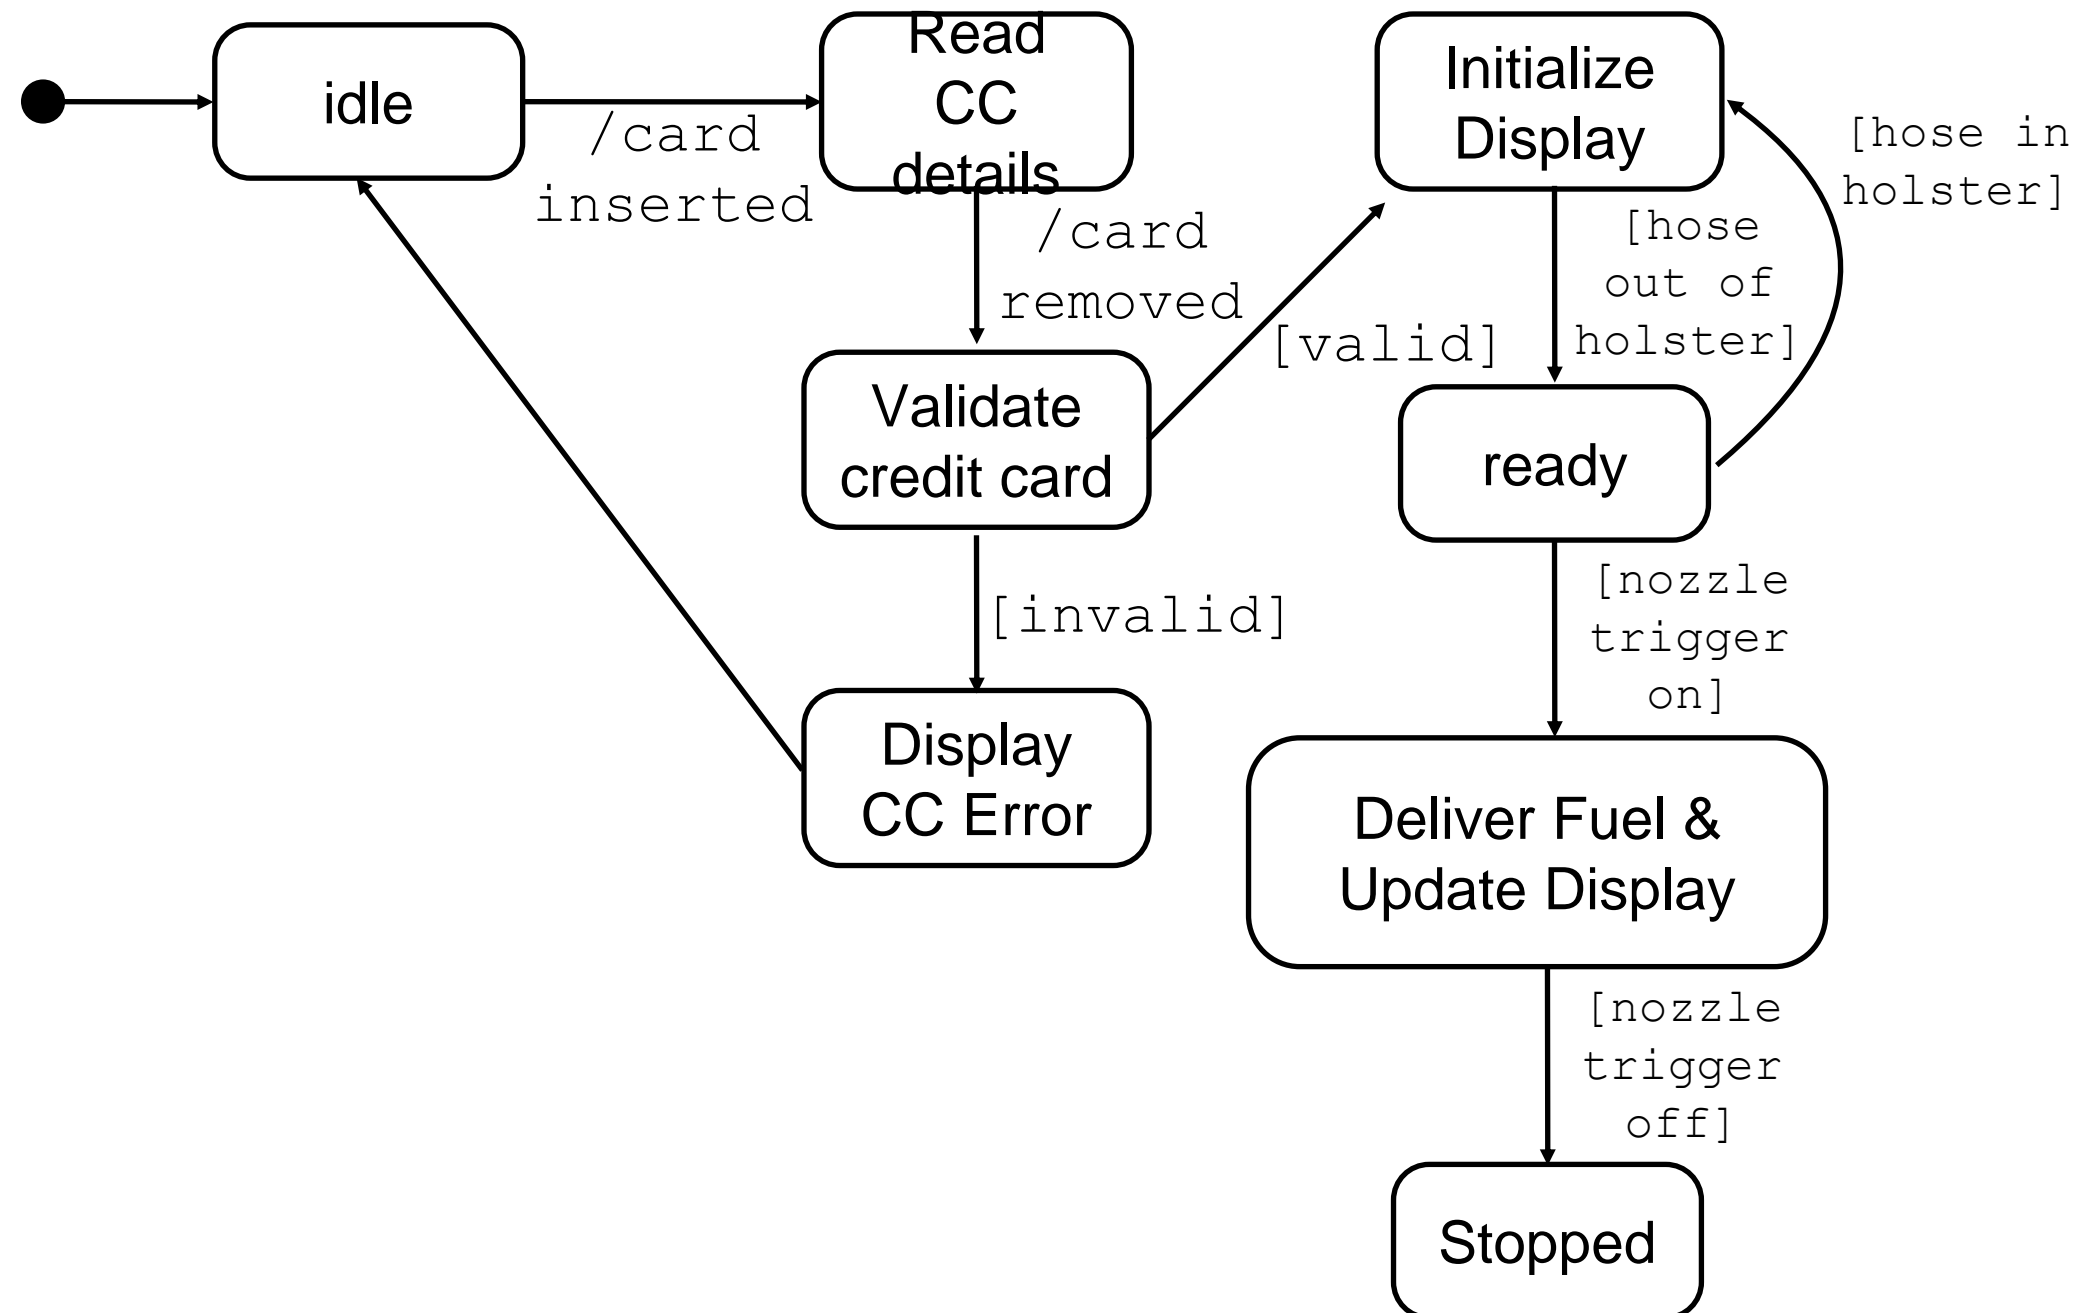 idle
/card
inserted
Read
CC
details
/card
removed
Validate
credit card
[invalid]
Display
CC Error
[valid]
Initialize
Display
[hose in
holster]
[hose
out of
holster]
ready
[nozzle
trigger
on]
Deliver Fuel &
Update Display
[nozzle
trigger
off]
Stopped